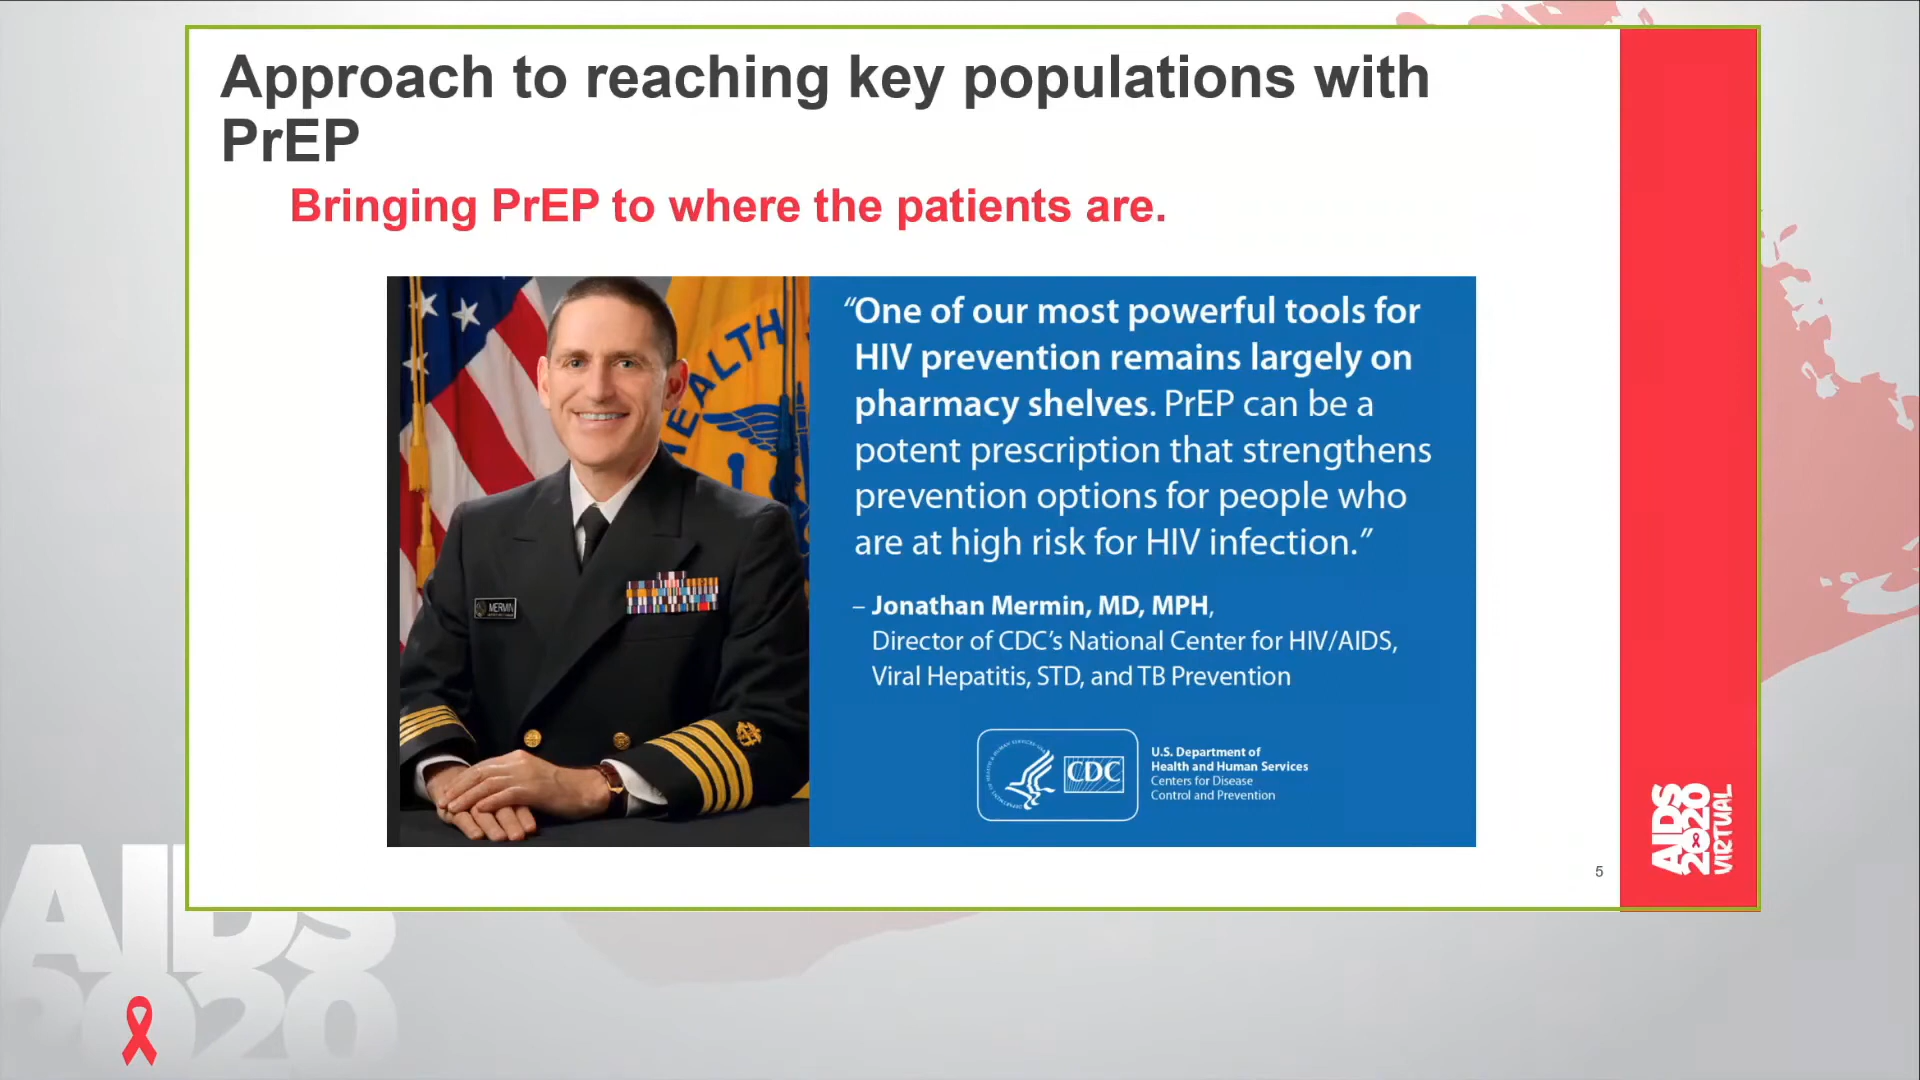 Approach to reaching key populations with
PrEP
Bringing PrEP to where the patients are.
HEALTH
MERMIN
“One of our most powerful tools for
HIV prevention remains largely on
pharmacy shelves. PrEP can be a
potent prescription that strengthens
prevention options for people who
are at high risk for HIV infection.”
– Jonathan Mermin, MD, MPH,
Director of CDC’s National Center for HIV/AIDS,
Viral Hepatitis, STD, and TB Prevention
CDC
U.S. Department of
Health and Human Services
Centers for Disease
Control and Prevention
5
AIDS
2020
VIRTUAL
AIDS
2020